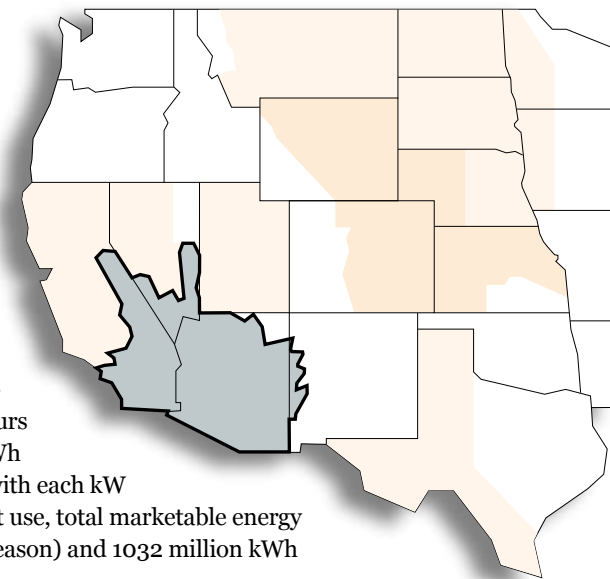 urs
Wh
with each kW
t use, total marketable energy
eason) and 1032 million kWh